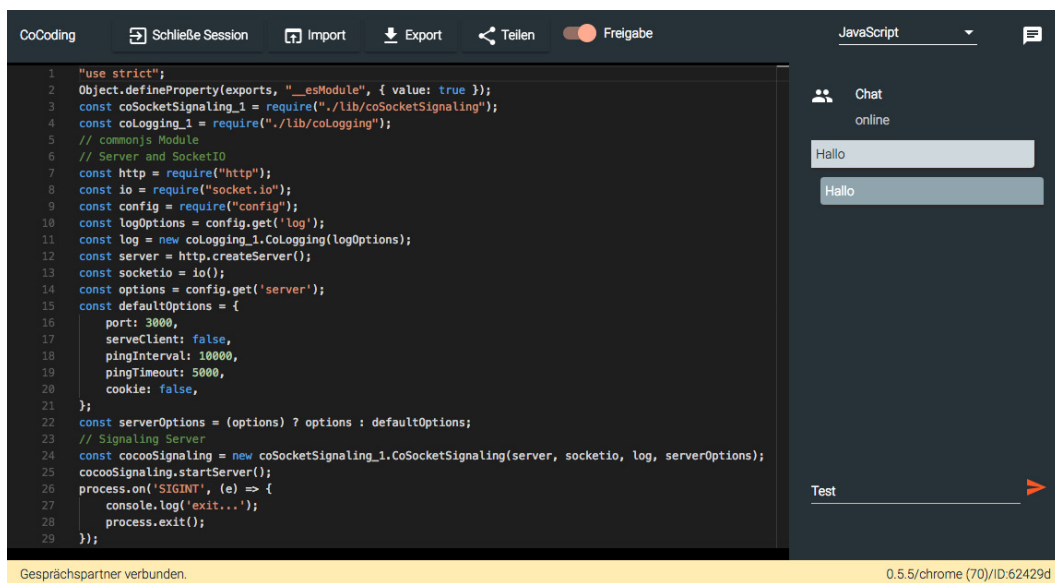 CoCoding Schließe Session Import Export Teilen Freigabe JavaScript
1 "use strict";
2 Object.defineProperty(exports, "__esModule", { value: true });
3 const coSocketSignaling_1 = require("./lib/coSocketSignaling");
4 const coLogging_1 = require("./lib/coLogging");
5 // commonjs Module
6 // Server and SocketIO
7 const http = require("http");
8 const io = require("socket.io");
9 const config = require("config");
10 const logOptions = config.get('log');
11 const log = new coLogging_1.CoLogging(logOptions);
12 const server = http.createServer();
13 const socketio = io();
14 const options = config.get('server');
15 const defaultOptions = {
16     port: 3000,
17     serveClient: false,
18     pingInterval: 10000,
19     pingTimeout: 5000,
20     cookie: false,
21 };
22 const serverOptions = (options) ? options : defaultOptions;
23 // Signaling Server
24 const cocooSignaling = new coSocketSignaling_1.CoSocketSignaling(server, socketio, log, serverOptions);
25 cocooSignaling.startServer();
26 process.on('SIGINT', (e) => {
27     console.log('exit...');
28     process.exit();
29 });
Chat
online
Hallo
Hallo
Test
Gesprächspartner verbunden. 0.5.5/chrome (70)/ID:62429d